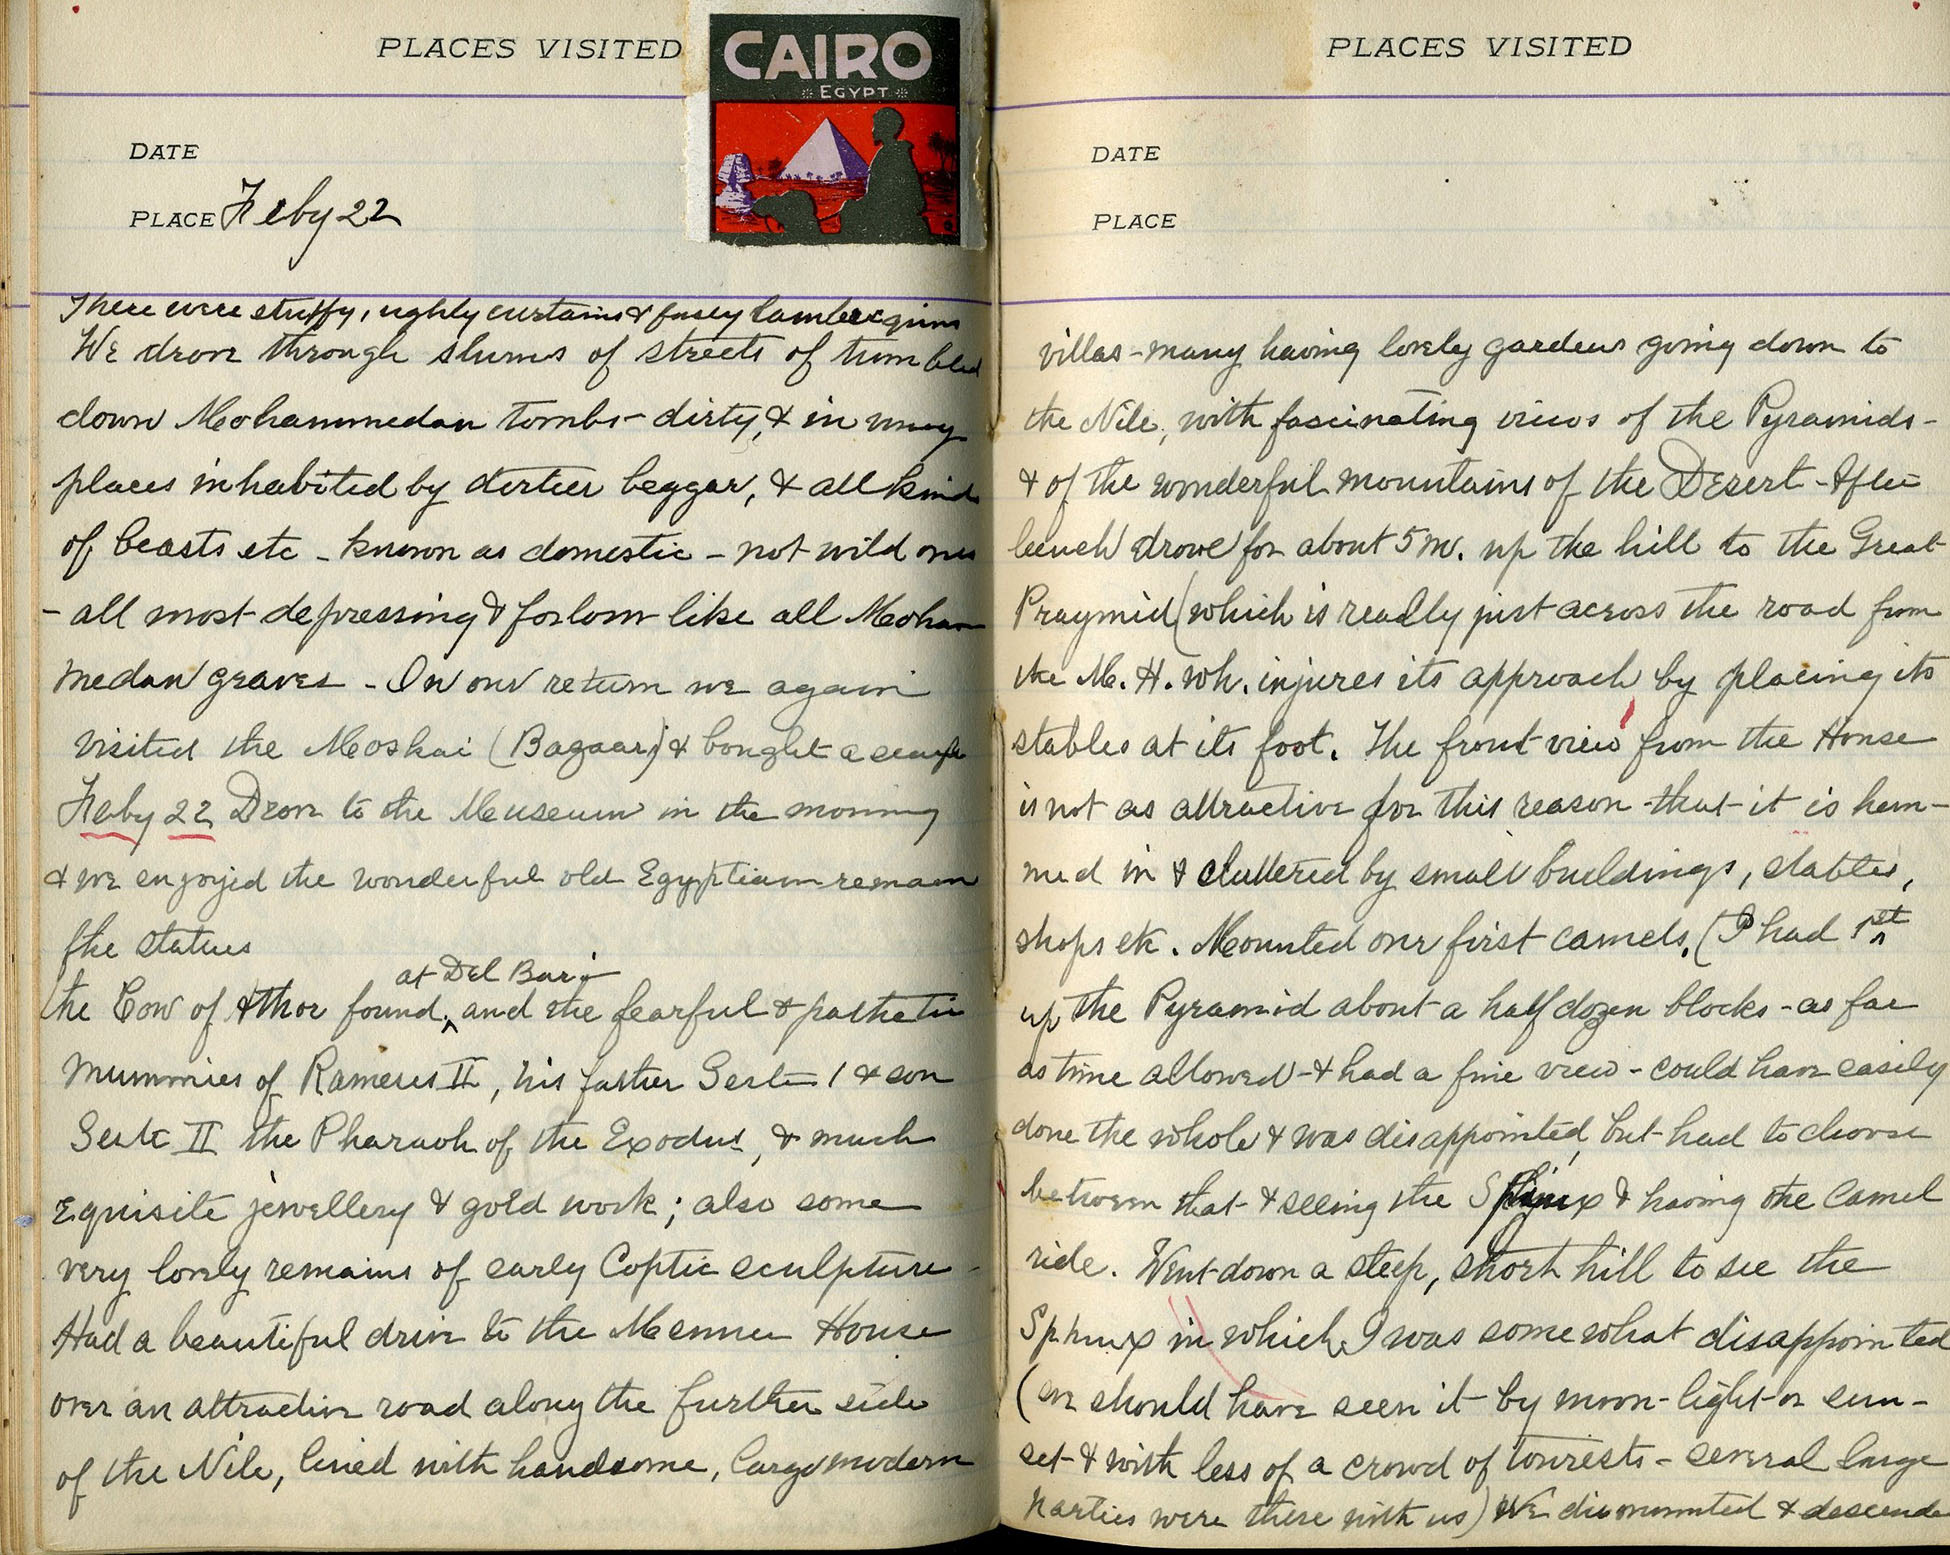 PLACES VISITED
CAIRO
EGYPT
DATE
PLACE Feby 22
There were stuffy, ughly curtains & fusey lambrequins
We drove through slums of streets of tumbled
down Mohammedan tombs - dirty, & in many
places inhabited by dirtier beggar, & all kinds
of beasts etc - known as domestic - not wild ones
- all most depressing & forlorn like all Moham
medan graves - On our return we again
visited the Moskai (Bagaar) & bought a scarf
Feby 22 Drove to the Museum in the morning
& we enjoyed the wonderful old Egyptian remain
the statues
at Del Bari
the Cow of Athor found ^ and the fearful & pathetic
mummies of Rameses II, his father Seste 1 & son
Seste II the Pharaoh of the Exodus, & much
exquisite jewellery & gold work; also some
very lovely remains of early Coptic sculpture -
Had a beautiful drive to the Menna House
over an attractive road along the further side
of the Nile, lined with handsome, large modern
PLACES VISITED
DATE
PLACE
villas - many having lovely gardens going down to
the Nile, with fascinating views of the Pyramids -
& of the wonderful mountains of the Desert - After
lunch drove for about 5 m. up the hill to the Great
Praymid (which is really just across the road from
the M. H. wh. injures its approach by placing its
stables at its foot. The front view from the House
is not as attractive for this reason - that it is hem-
med in & cluttered by small buildings, stables,
shops etc. Mounted our first camels. (I had 1st
up the Pyramid about a half dozen blocks - as far
as time allowed - & had a fine view - could have easily
done the whole & was disappointed, but had to choose
between that & seeing the Sphinx & having the Camel
ride. Went down a steep, short hill to see the
Sphinx in which I was somewhat disappointed
(one should have seen it by moon-light or sun-
set - & with less of a crowd of tourists - several large
parties were there with us) We dismounted & descende